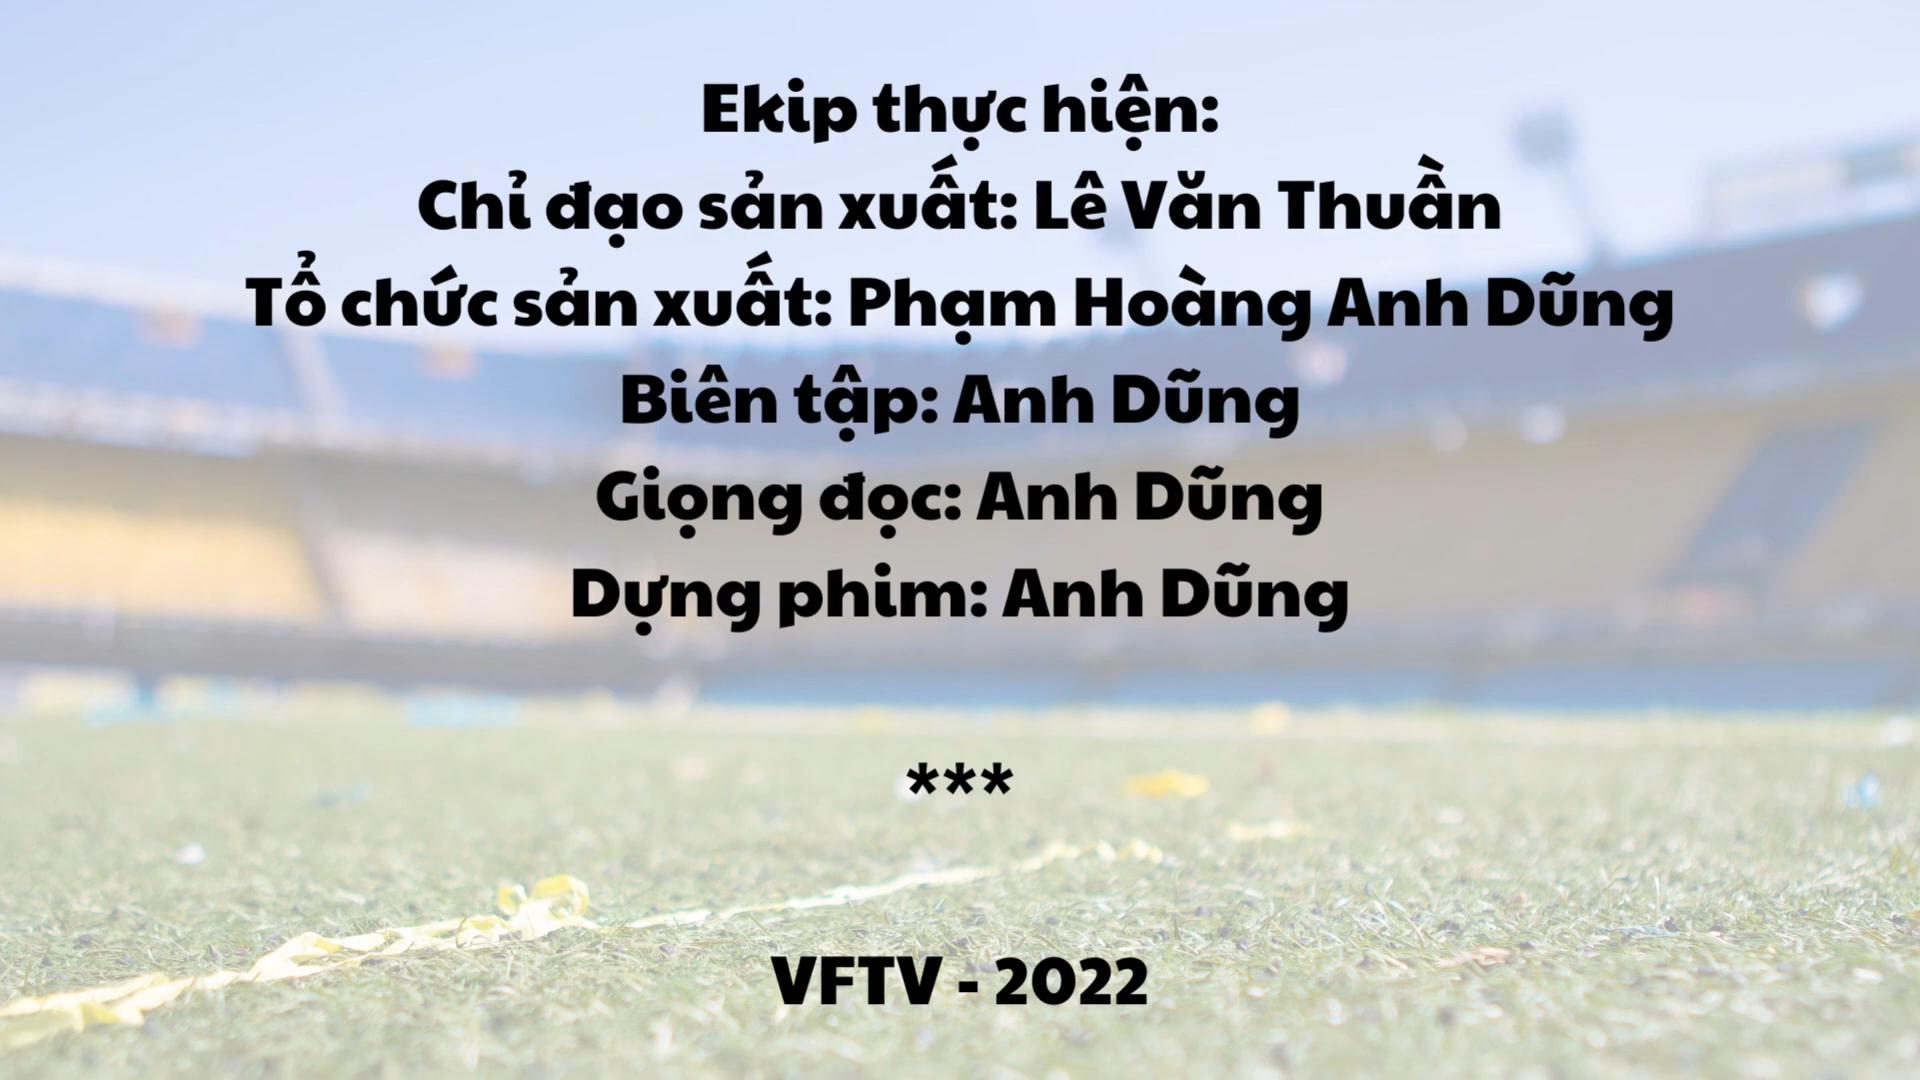 Ekip thực hiện:
Chỉ đạo sản xuất: Lê Văn Thuần
Tổ chức sản xuất: Phạm Hoàng Anh Dũng
Biên tập: Anh Dũng
Giọng đọc: Anh Dũng
Dựng phim: Anh Dũng
***
VFTV - 2022